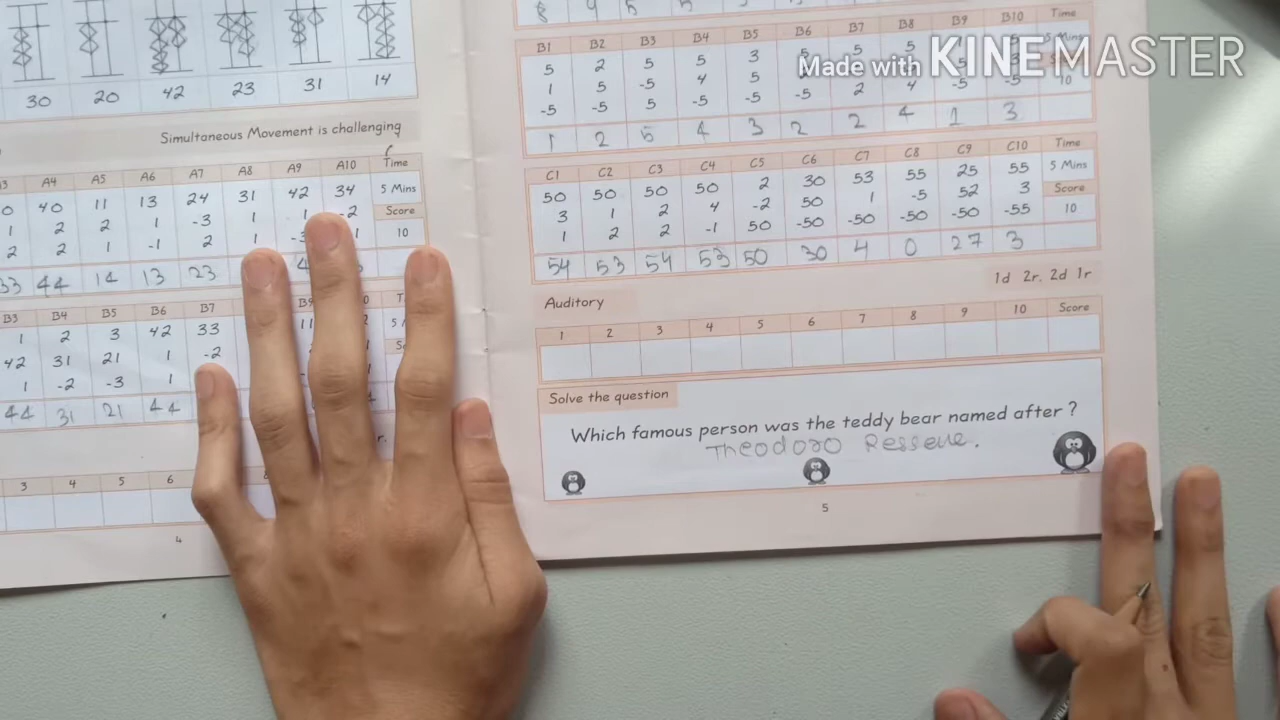 Made with KINEMASTER
30 20 42 23 31 14
Simultaneous Movement is challenging
A4 A5 A6 A7 A8 A9 A10 Time
40 11 13 24 31 42 34 5 Mins
1 2 2 1 -3 1 1 -2 Score
2 2 1 -1 2 1 10
33 44 14 13 23
B3 B4 B5 B6 B7
1 2 3 42 33
42 31 21 1 -2
1 -2 -3 1
44 31 21 44
3 4 5 6
4
B1 B2 B3 B4 B5 B6 B7 B8 B9 B10 Time
5 2 5 5 3 5 5 5
1 5 -5 4 5
-5 -5 5 -5 -5 -5 2 4 -5 -5 10
1 2 5 4 3 2 2 4 1 3
C1 C2 C3 C4 C5 C6 C7 C8 C9 C10 Time
50 50 50 50 2 30 53 55 25 55 5 Mins
3 1 2 4 -2 50 1 -5 52 3 Score
1 2 2 -1 50 -50 -50 -50 -50 -55 10
54 53 54 53 50 30 4 0 27 3
1d 2r. 2d 1r
Auditory
1 2 3 4 5 6 7 8 9 10 Score
Solve the question
Which famous person was the teddy bear named after ?
Theodoro Resseve.
5